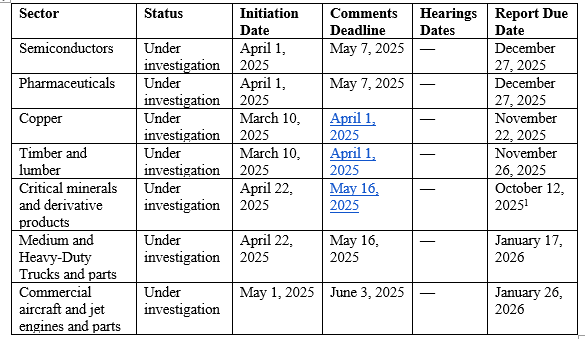 Sector Status Initiation Date Comments Deadline Hearings Dates Report Due Date
Semiconductors Under investigation April 1, 2025 May 7, 2025 — December 27, 2025
Pharmaceuticals Under investigation April 1, 2025 May 7, 2025 — December 27, 2025
Copper Under investigation March 10, 2025 April 1, 2025 — November 22, 2025
Timber and lumber Under investigation March 10, 2025 April 1, 2025 — November 26, 2025
Critical minerals and derivative products Under investigation April 22, 2025 May 16, 2025 — October 12, 2025¹
Medium and Heavy-Duty Trucks and parts Under investigation April 22, 2025 May 16, 2025 — January 17, 2026
Commercial aircraft and jet engines and parts Under investigation May 1, 2025 June 3, 2025 — January 26, 2026